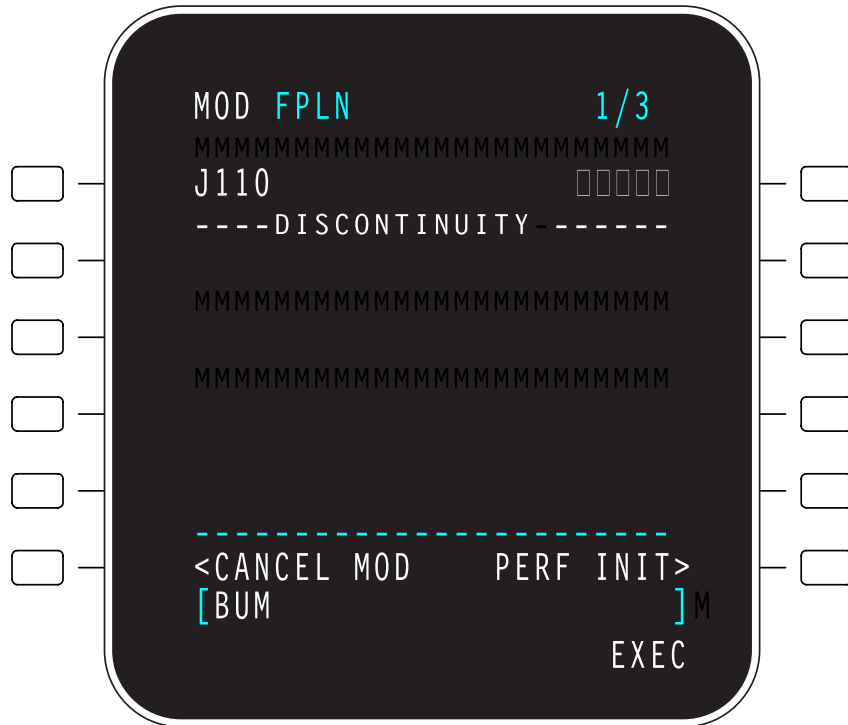 MOD FPLN 1/3
MMMMMMMMMMMMMMMMMMMMMMMM
J110 □□□□□
----DISCONTINUITY-------
MMMMMMMMMMMMMMMMMMMMMMMM
MMMMMMMMMMMMMMMMMMMMMMMM
------------------------
<CANCEL MOD PERF INIT>
[BUM ]M
EXEC